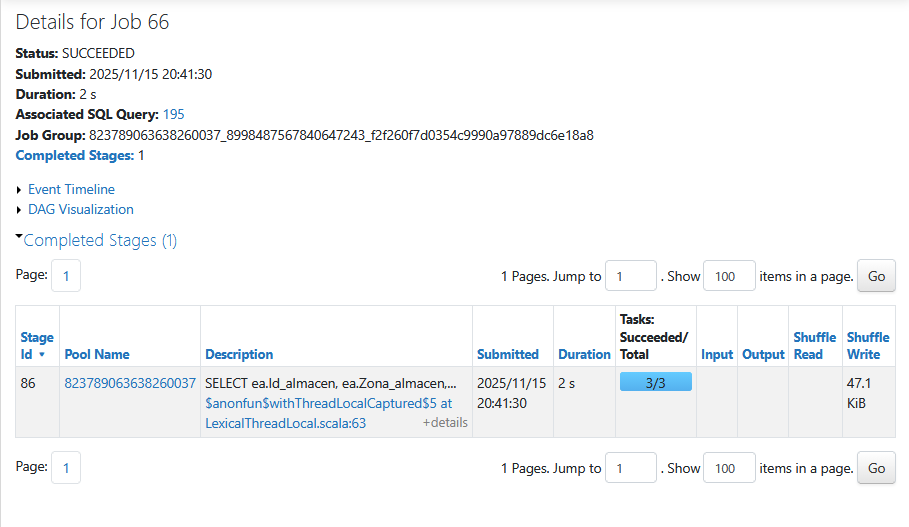 Details for Job 66
Status: SUCCEEDED
Submitted: 2025/11/15 20:41:30
Duration: 2 s
Associated SQL Query: 195
Job Group: 823789063638260037_8998487567840647243_f2f260f7d0354c9990a97889dc6e18a8
Completed Stages: 1
Event Timeline
DAG Visualization
Completed Stages (1)
Page: 1 1 Pages. Jump to 1 . Show 100 items in a page. Go
Stage Id Pool Name Description Submitted Duration Tasks: Succeeded/Total Input Output Shuffle Read Shuffle Write
86 823789063638260037 SELECT ea.Id_almacen, ea.Zona_almacen,... 2025/11/15 2 s 3/3 47.1
$anonfun$withThreadLocalCaptured$5 at 20:41:30 KiB
LexicalThreadLocal.scala:63 +details
Page: 1 1 Pages. Jump to 1 . Show 100 items in a page. Go